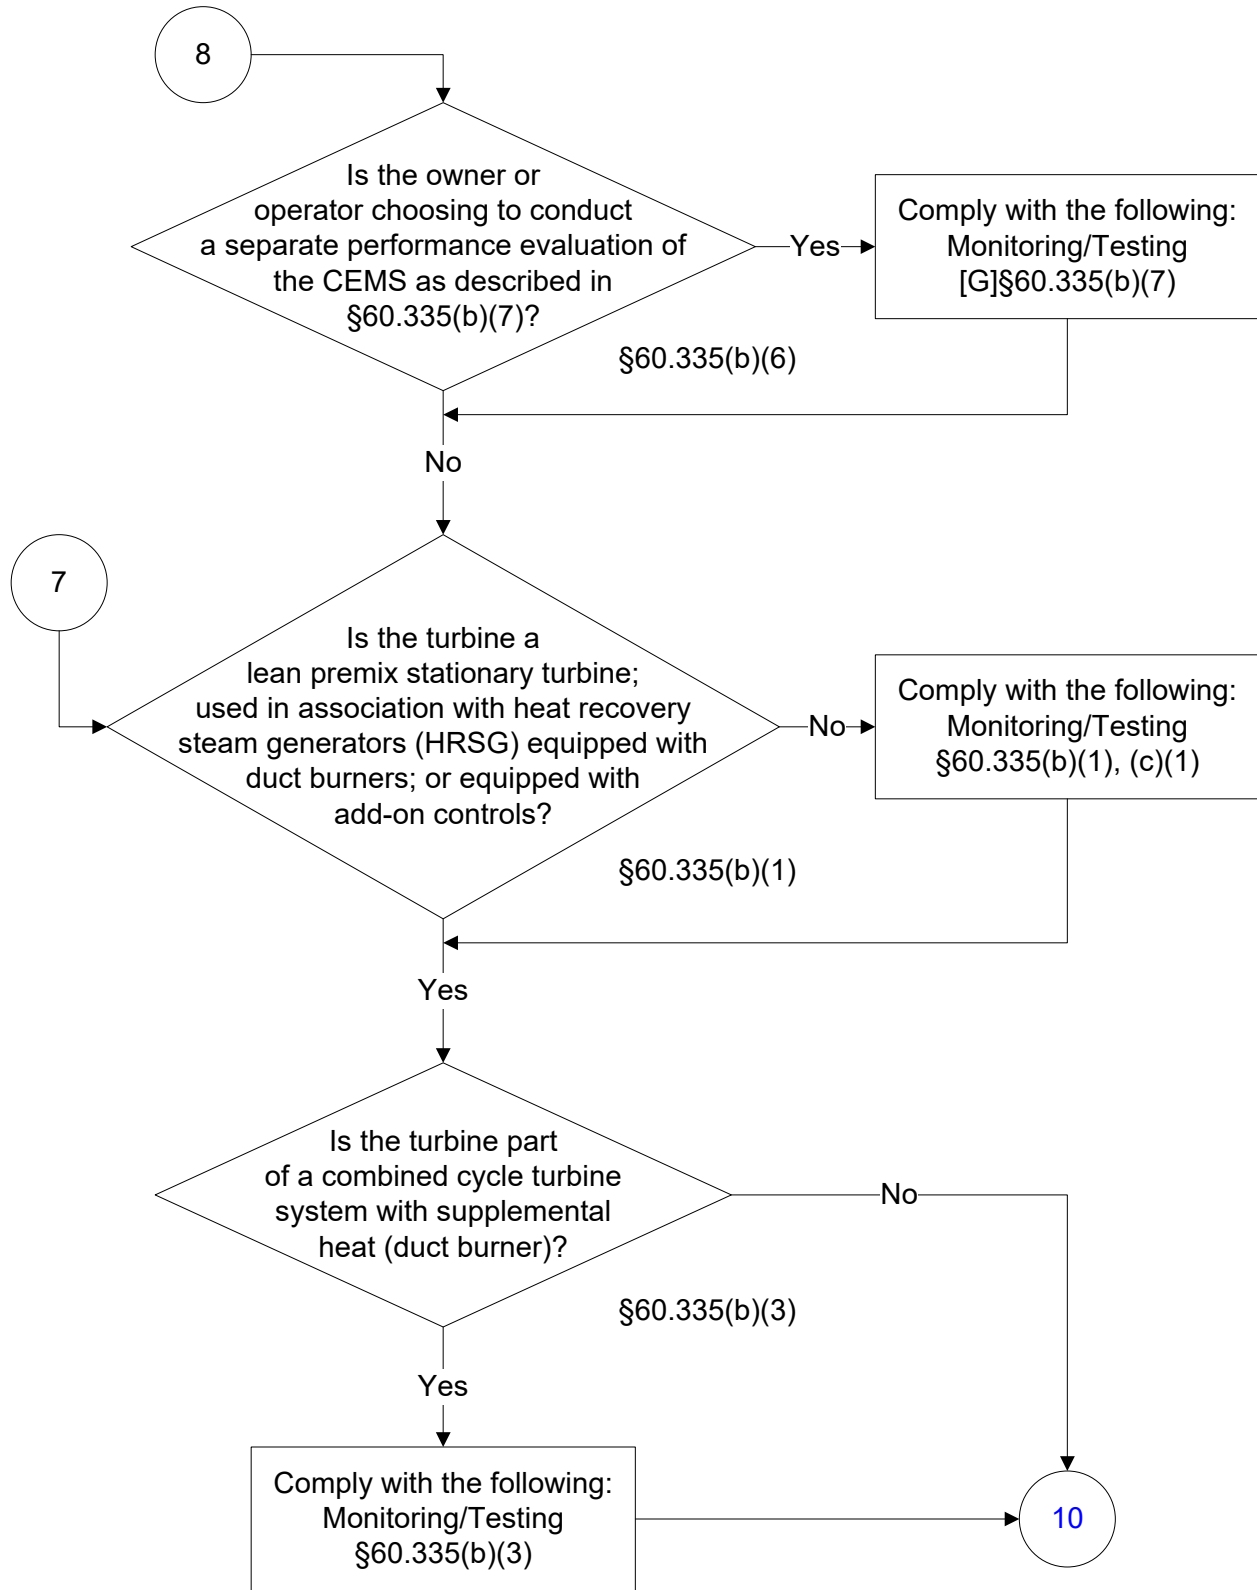 8
Is the owner or
operator choosing to conduct
a separate performance evaluation of
the CEMS as described in
§60.335(b)(7)?
Yes
Comply with the following:
Monitoring/Testing
[G]§60.335(b)(7)
§60.335(b)(6)
No
7
Is the turbine a
lean premix stationary turbine;
used in association with heat recovery
steam generators (HRSG) equipped with
duct burners; or equipped with
add-on controls?
No
Comply with the following:
Monitoring/Testing
§60.335(b)(1), (c)(1)
§60.335(b)(1)
Yes
Is the turbine part
of a combined cycle turbine
system with supplemental
heat (duct burner)?
No
§60.335(b)(3)
Yes
Comply with the following:
Monitoring/Testing
§60.335(b)(3)
10